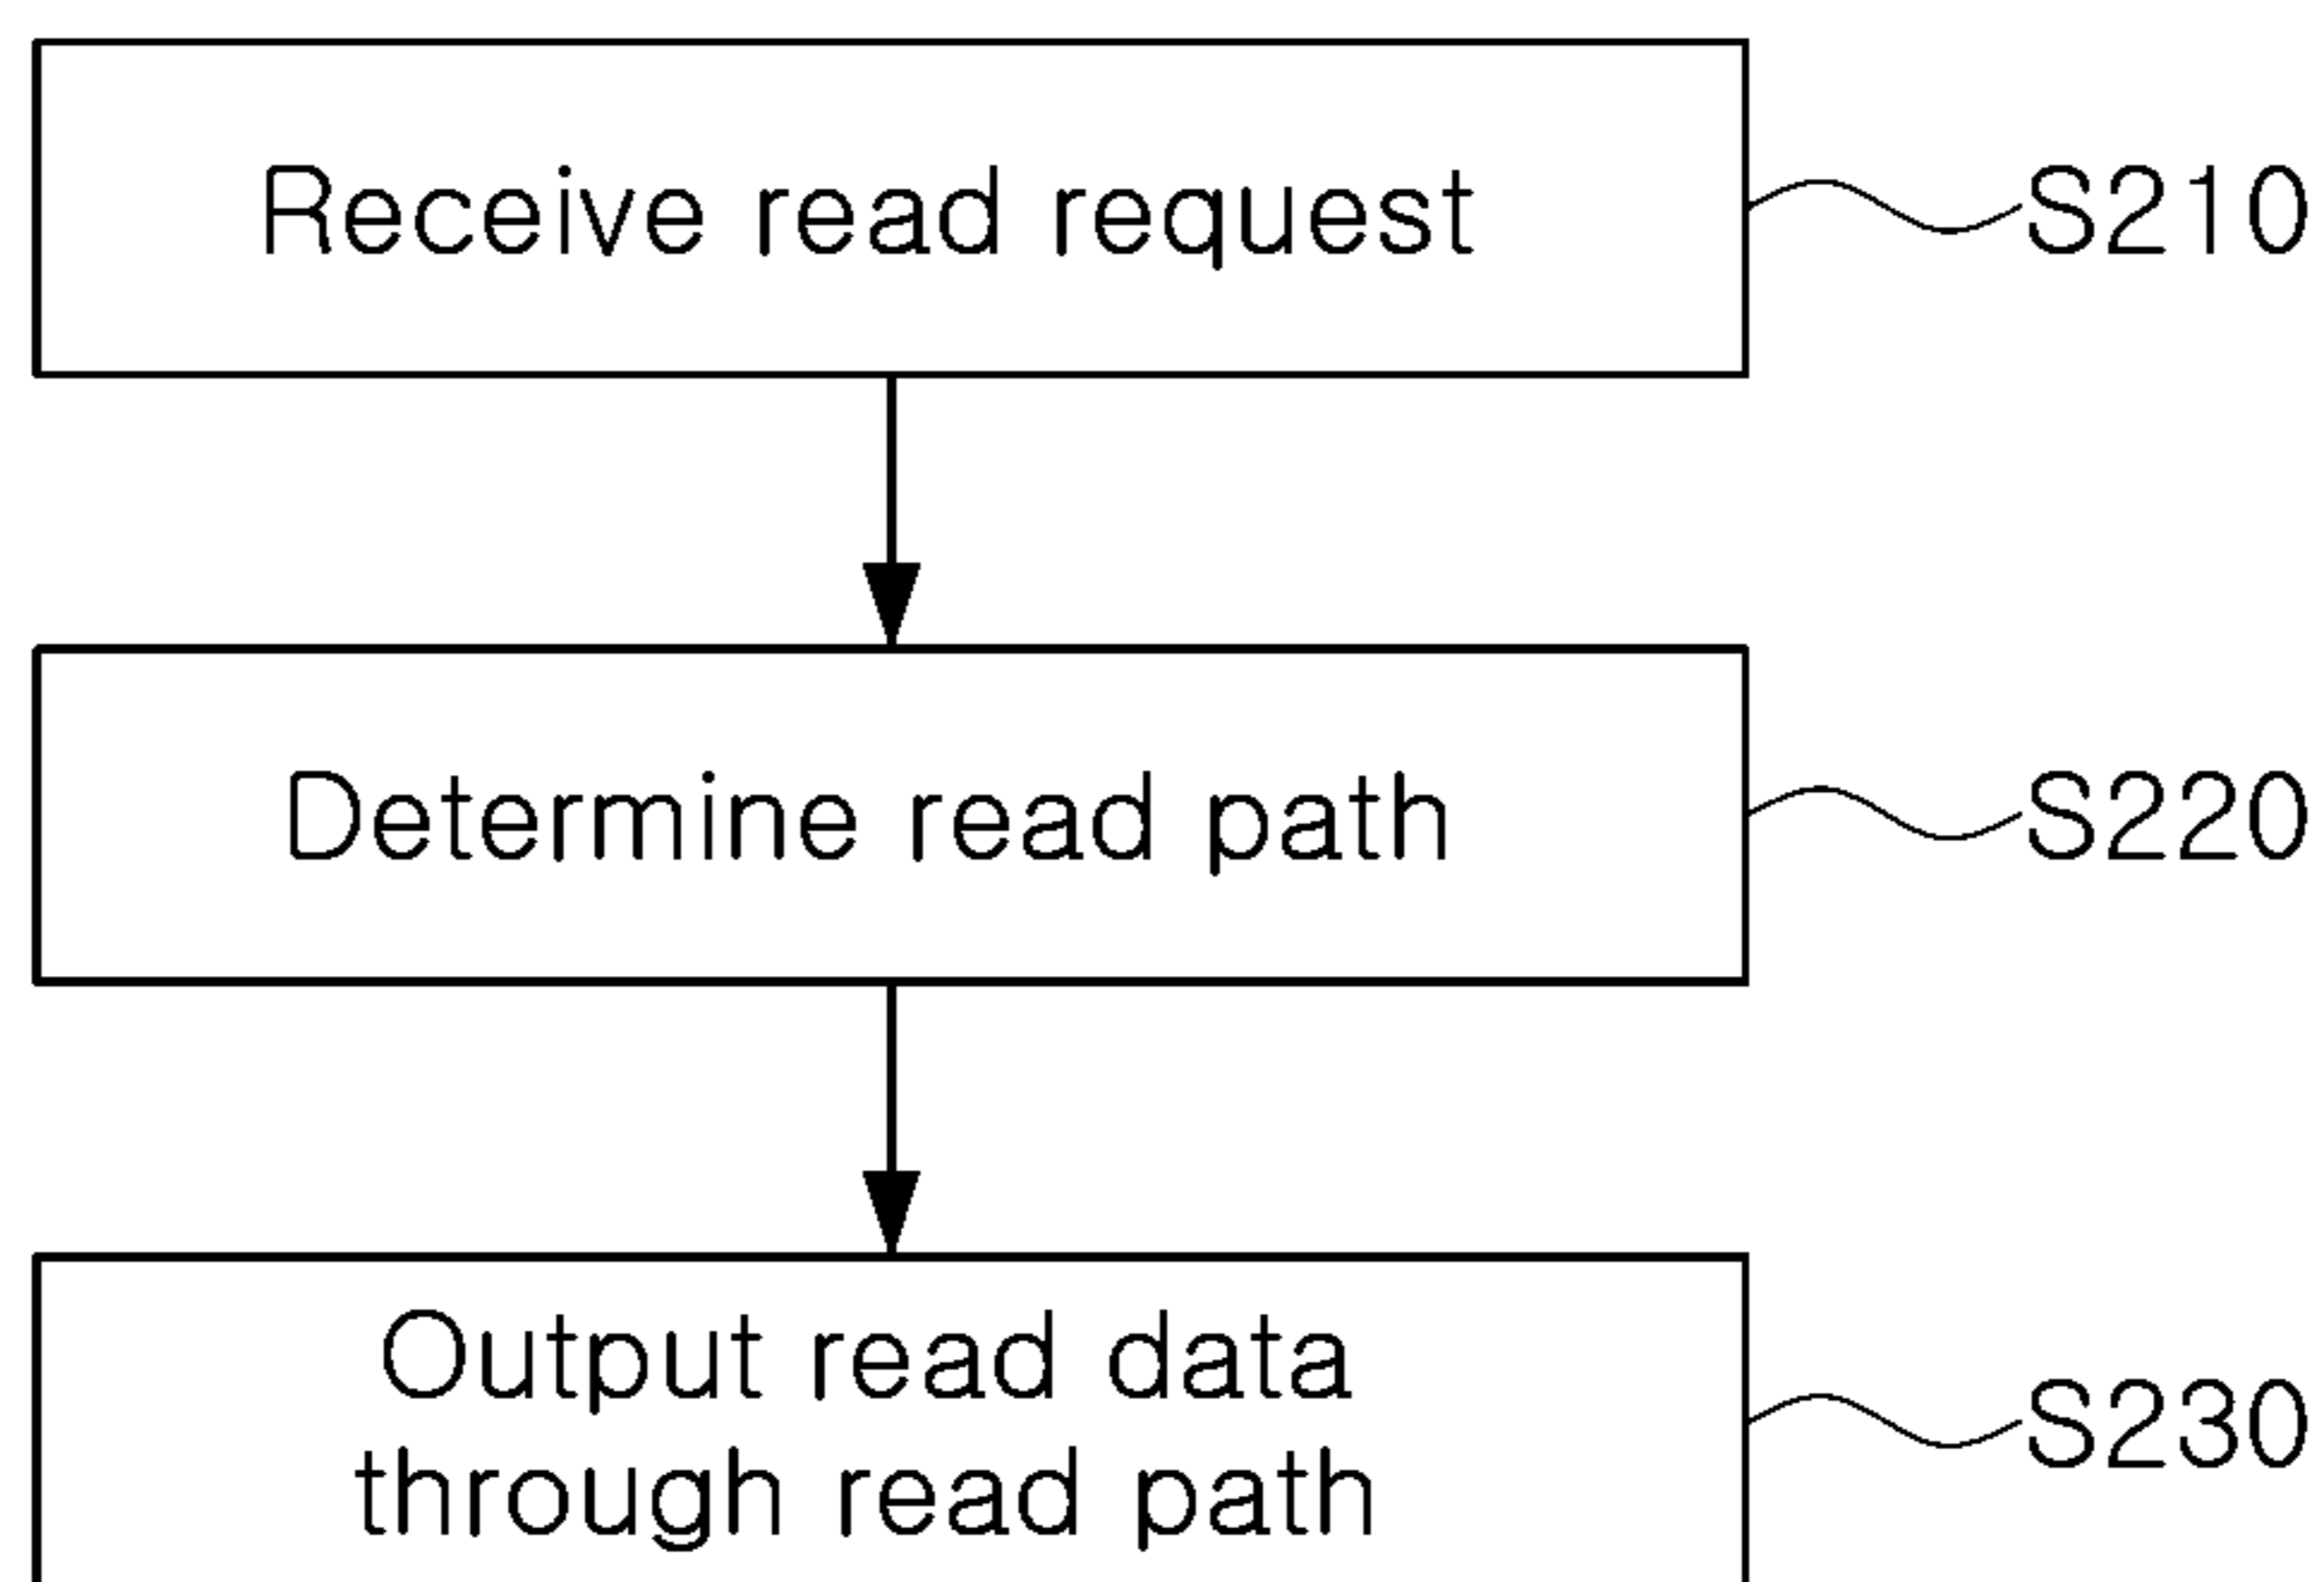 Receive read request
S210
Determine read path
S220
Output read data
through read path
S230